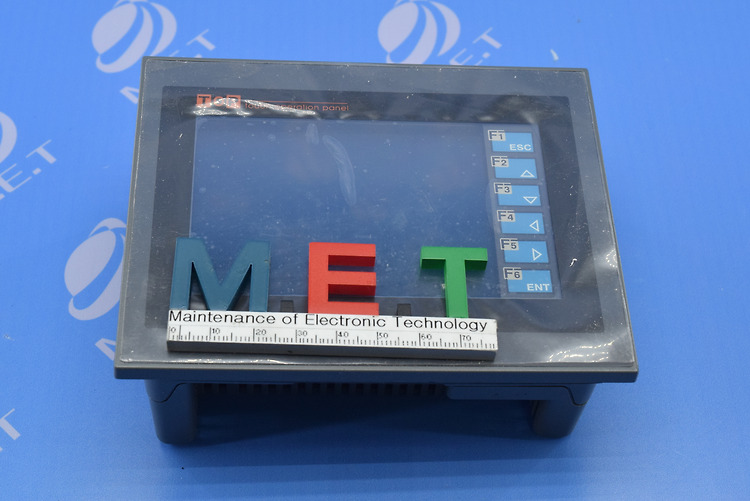 M.E.T
M.E.T
M.E.T
panel
F1
ESC
F2
F3
F4
F5
F6
ENT
M.E.T
Maintenance of Electronic Technology
0 10 20 30 40 50 60 70